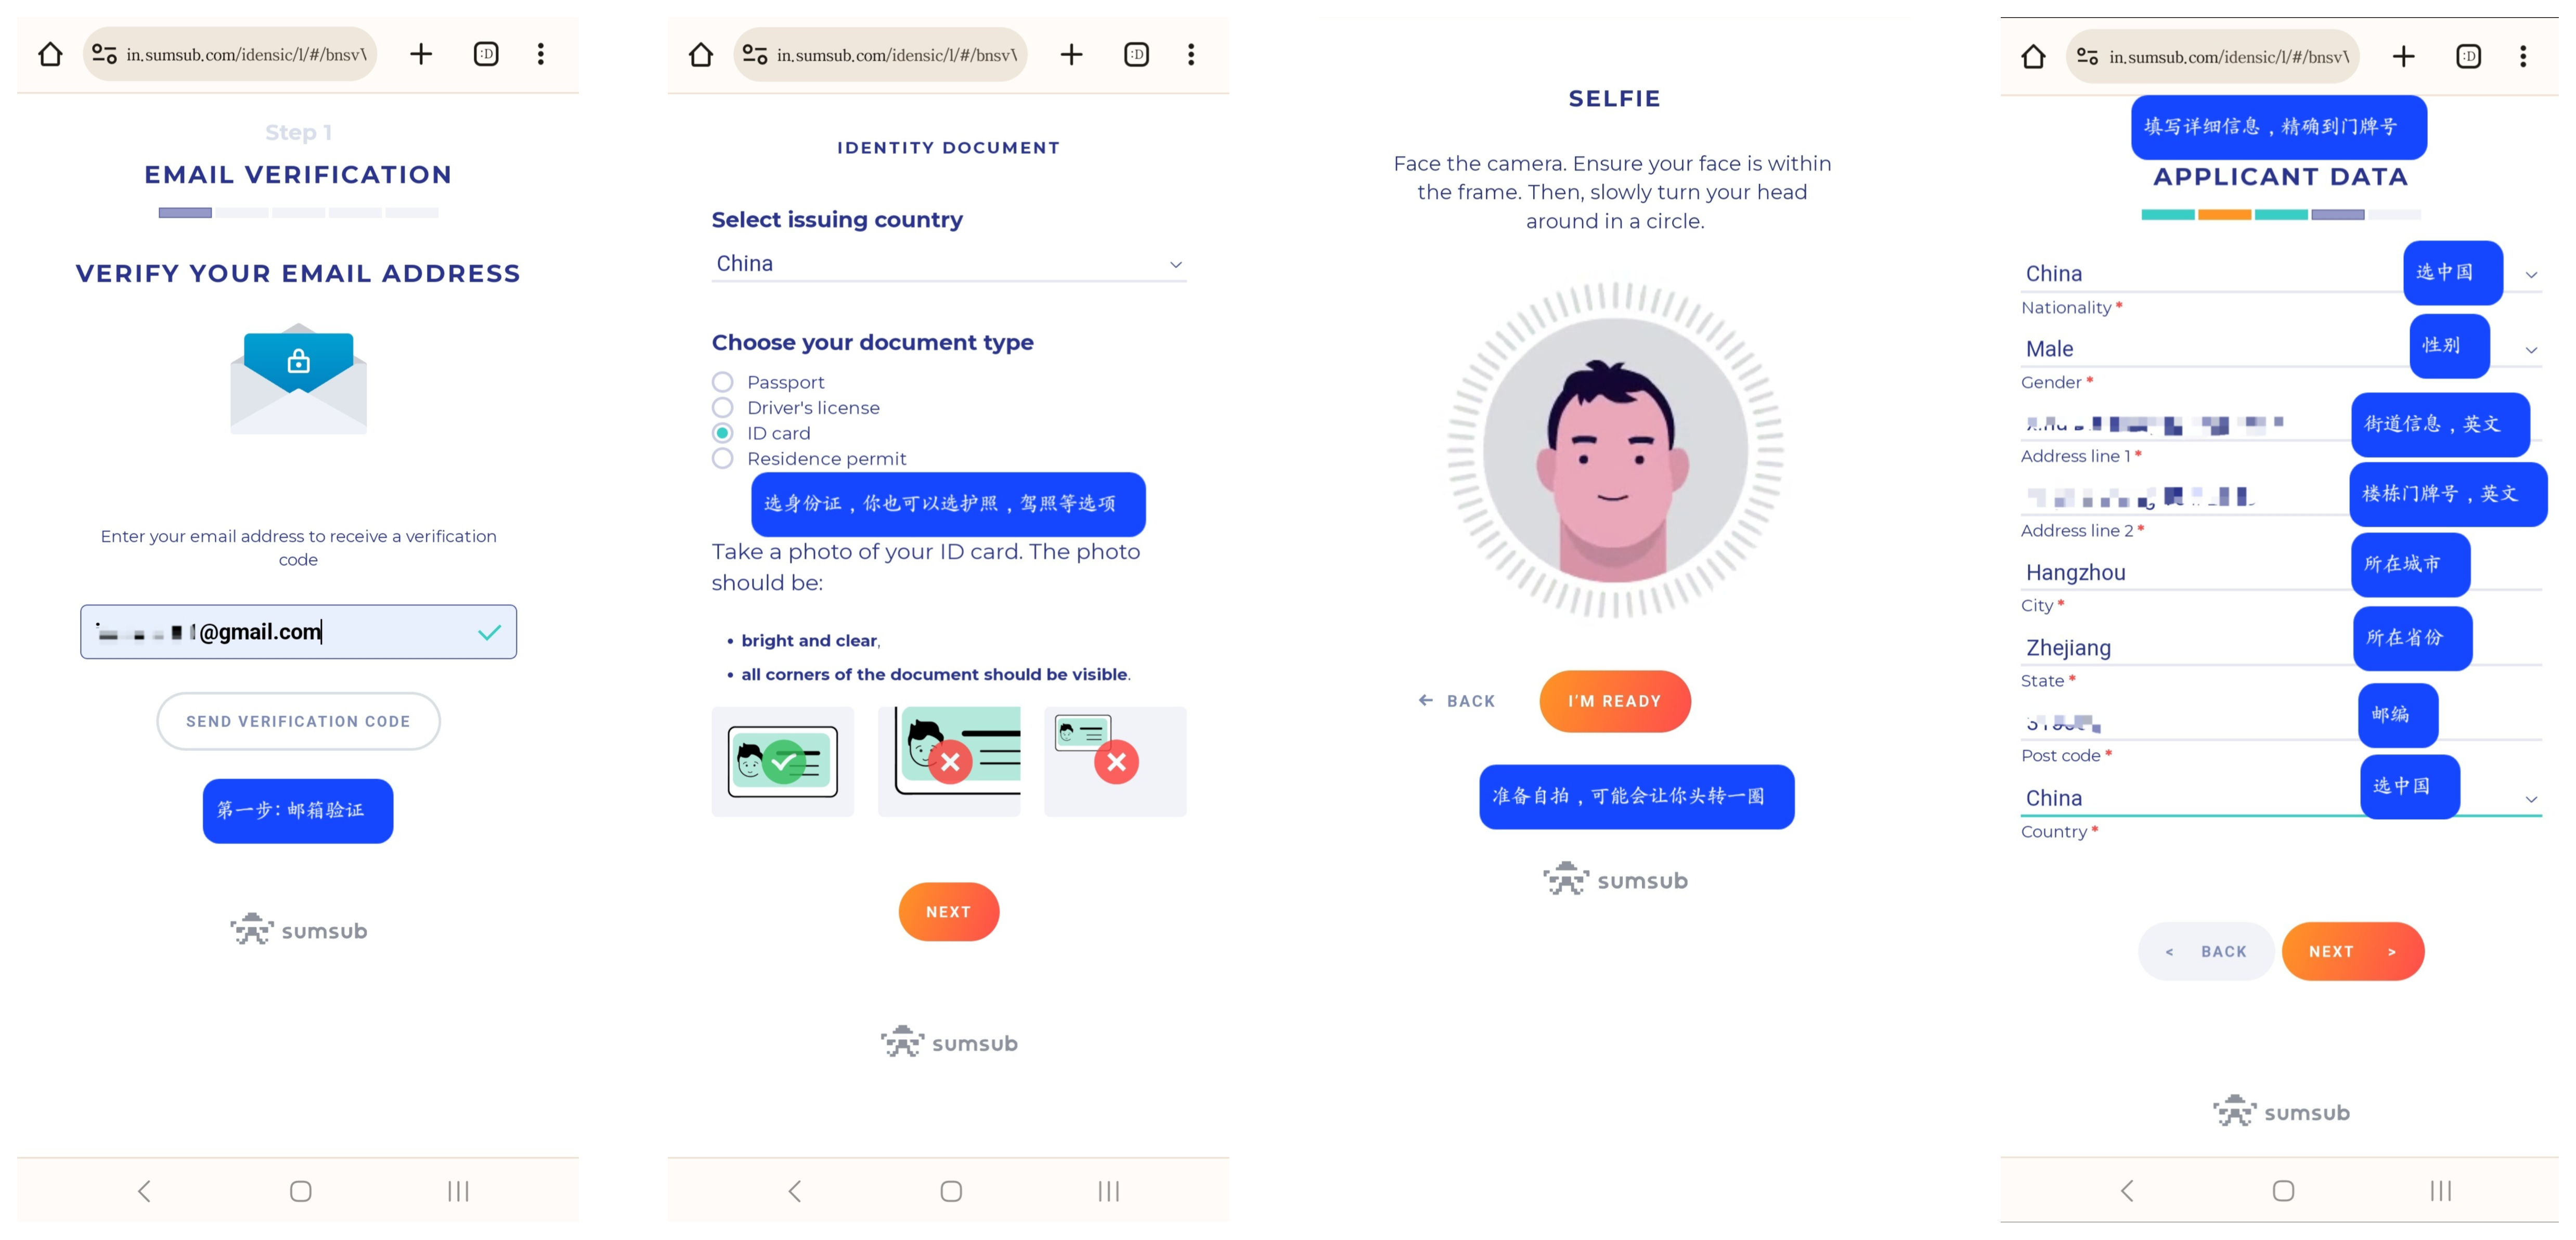 in.sumsub.com/idensic/l/#/bnsv
Step 1
EMAIL VERIFICATION
VERIFY YOUR EMAIL ADDRESS
Enter your email address to receive a verification
code
@gmail.com
SEND VERIFICATION CODE
第一步：邮箱验证
sumsub
in.sumsub.com/idensic/l/#/bnsv
IDENTITY DOCUMENT
Select issuing country
China
Choose your document type
Passport
Driver's license
ID card
Residence permit
选身份证，你也可以选护照，驾照等选项
Take a photo of your ID card. The photo
should be:
• bright and clear,
• all corners of the document should be visible.
NEXT
sumsub
SELFIE
Face the camera. Ensure your face is within
the frame. Then, slowly turn your head
around in a circle.
← BACK
I'M READY
准备自拍，可能会让你头转一圈
sumsub
in.sumsub.com/idensic/l/#/bnsv
填写详细信息，精确到门牌号
APPLICANT DATA
China
选中国
Nationality *
Male
性别
Gender *
街道信息，英文
Address line 1 *
楼栋门牌号，英文
Address line 2 *
Hangzhou
所在城市
City *
Zhejiang
所在省份
State *
邮编
Post code *
China
选中国
Country *
< BACK
NEXT >
sumsub